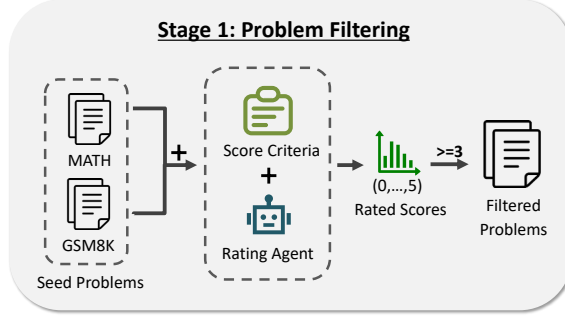 Stage 1: Problem Filtering
MATH
GSM8K
Seed Problems
+
Score Criteria
+
Rating Agent
(0,...,5)
Rated Scores
>=3
Filtered
Problems